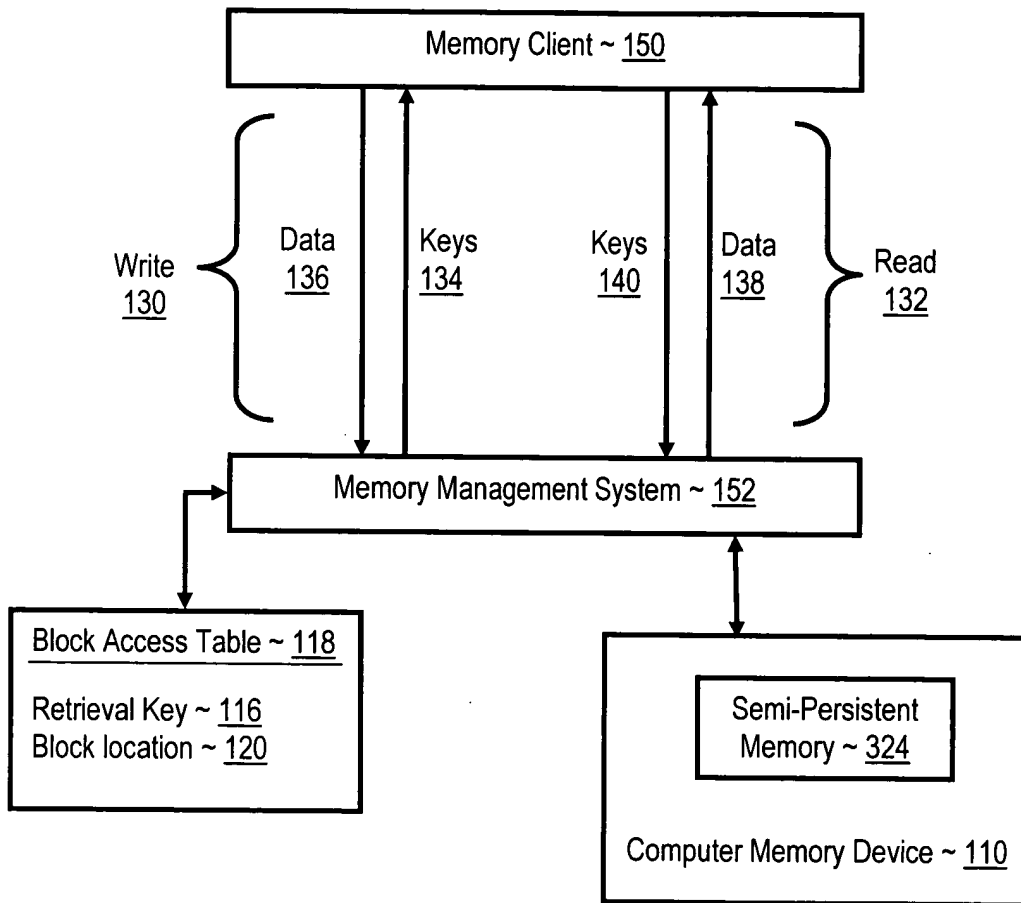 Memory Client ~ 150
Write
130
Data
136
Keys
134
Keys
140
Data
138
Read
132
Memory Management System ~ 152
Block Access Table ~ 118
Retrieval Key ~ 116
Block location ~ 120
Semi-Persistent
Memory ~ 324
Computer Memory Device ~ 110